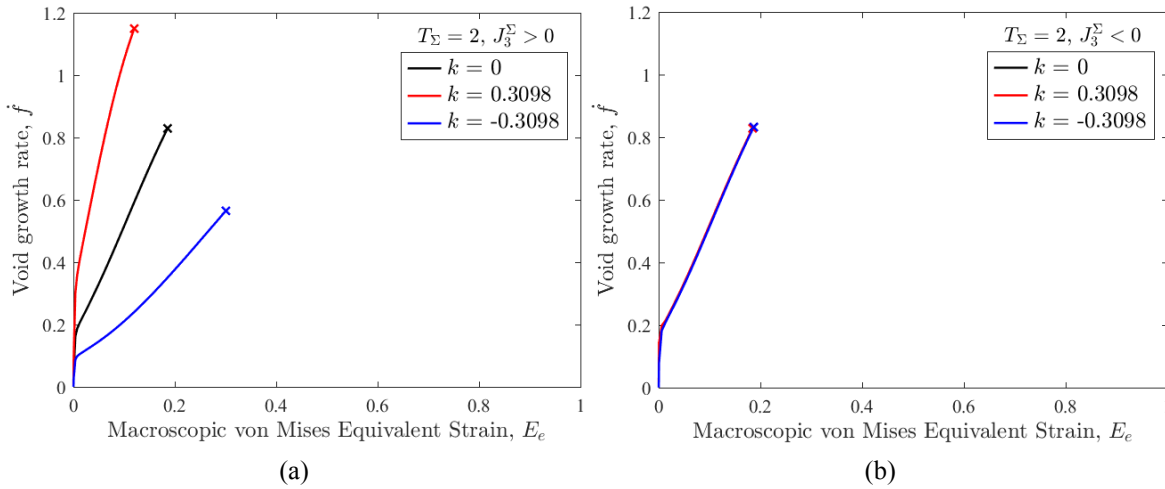 T_Σ = 2, J_3^Σ > 0
k = 0
k = 0.3098
k = -0.3098
1.2
1
0.8
0.6
0.4
0.2
0
Void growth rate, ḟ
0 0.2 0.4 0.6 0.8 1
Macroscopic von Mises Equivalent Strain, E_e
(a)
T_Σ = 2, J_3^Σ < 0
k = 0
k = 0.3098
k = -0.3098
1.2
1
0.8
0.6
0.4
0.2
0
Void growth rate, ḟ
0 0.2 0.4 0.6 0.8
Macroscopic von Mises Equivalent Strain, E_e
(b)